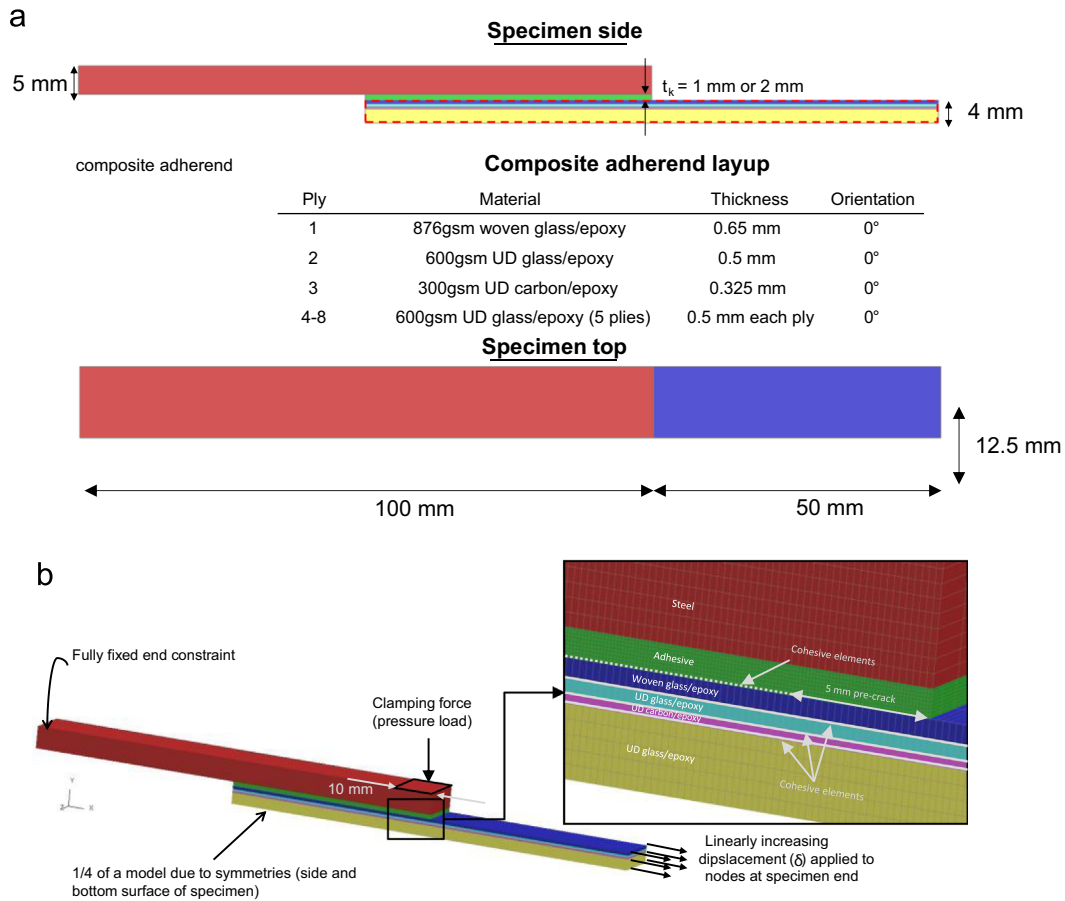 a
Specimen side
5 mm
tk = 1 mm or 2 mm
4 mm
composite adherend
Composite adherend layup
Ply Material Thickness Orientation
1 876gsm woven glass/epoxy 0.65 mm 0°
2 600gsm UD glass/epoxy 0.5 mm 0°
3 300gsm UD carbon/epoxy 0.325 mm 0°
4-8 600gsm UD glass/epoxy (5 plies) 0.5 mm each ply 0°
Specimen top
12.5 mm
100 mm
50 mm
b
Fully fixed end constraint
Clamping force
(pressure load)
10 mm
Y
Z
X
1/4 of a model due to symmetries (side and
bottom surface of specimen)
Steel
Adhesive
Cohesive elements
Woven glass/epoxy
5 mm pre-crack
UD glass/epoxy
UD carbon/epoxy
UD glass/epoxy
Cohesive elements
Linearly increasing
diplacement (δ) applied to
nodes at specimen end